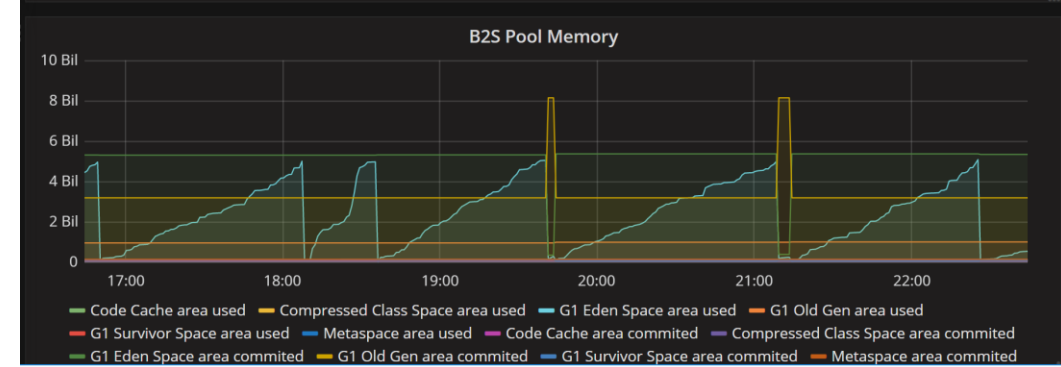 B2S Pool Memory
10 Bil
8 Bil
6 Bil
4 Bil
2 Bil
0
17:00 18:00 19:00 20:00 21:00 22:00
Code Cache area used Compressed Class Space area used G1 Eden Space area used G1 Old Gen area used
G1 Survivor Space area used Metaspace area used Code Cache area commited Compressed Class Space area commited
G1 Eden Space area commited G1 Old Gen area commited G1 Survivor Space area commited Metaspace area commited